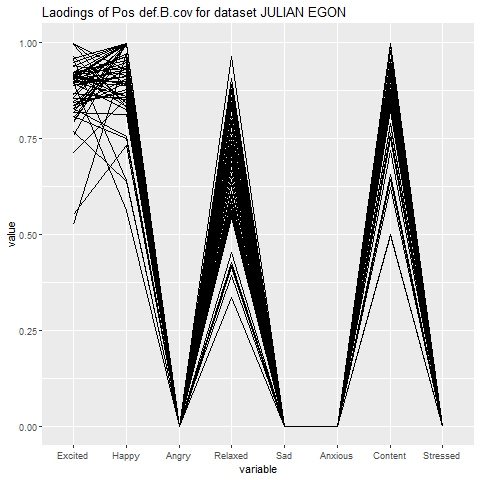 Laodings of Pos def.B.cov for dataset JULIAN EGON
1.00
0.75
0.50
0.25
0.00
value
Excited Happy Angry Relaxed Sad Anxious Content Stressed
variable